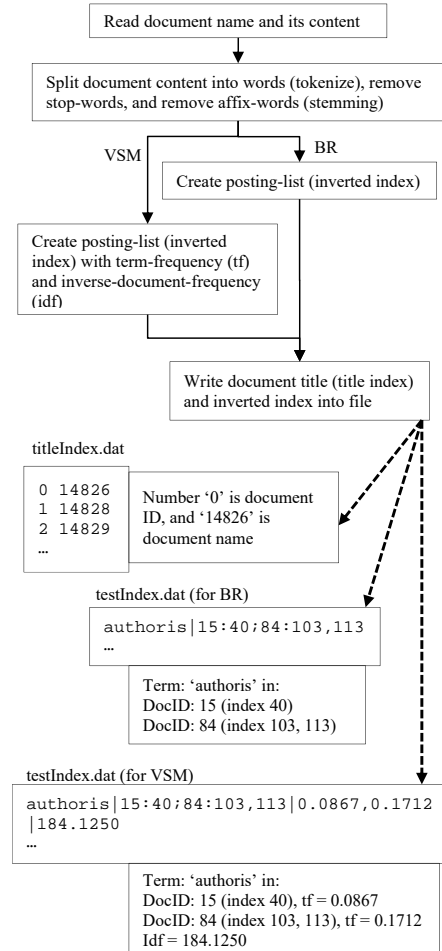 Read document name and its content
Split document content into words (tokenize), remove
stop-words, and remove affix-words (stemming)
VSM
BR
Create posting-list (inverted index)
Create posting-list (inverted
index) with term-frequency (tf)
and inverse-document-frequency
(idf)
Write document title (title index)
and inverted index into file
titleIndex.dat
0 14826
1 14828
2 14829
…
Number ‘0’ is document
ID, and ‘14826’ is
document name
testIndex.dat (for BR)
authoris|15:40;84:103,113
…
Term: ‘authoris’ in:
DocID: 15 (index 40)
DocID: 84 (index 103, 113)
testIndex.dat (for VSM)
authoris|15:40;84:103,113|0.0867,0.1712
|184.1250
…
Term: ‘authoris’ in:
DocID: 15 (index 40), tf = 0.0867
DocID: 84 (index 103, 113), tf = 0.1712
Idf = 184.1250